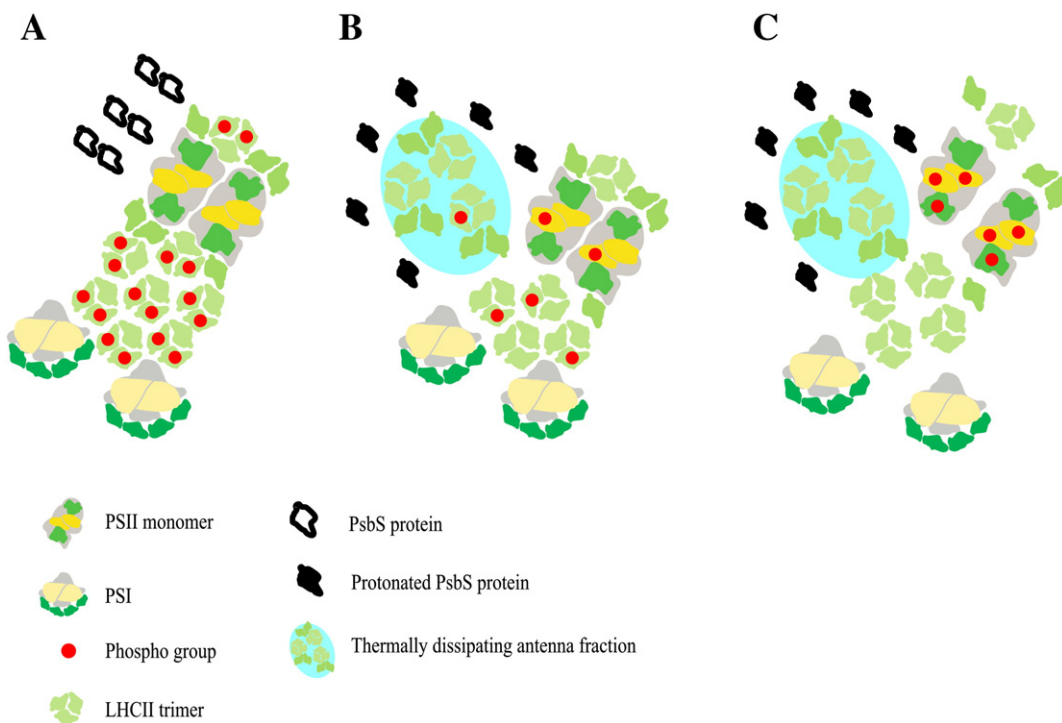 A
B
C
PSII monomer
PSI
Phospho group
LHCII trimer
PsbS protein
Protonated PsbS protein
Thermally dissipating antenna fraction